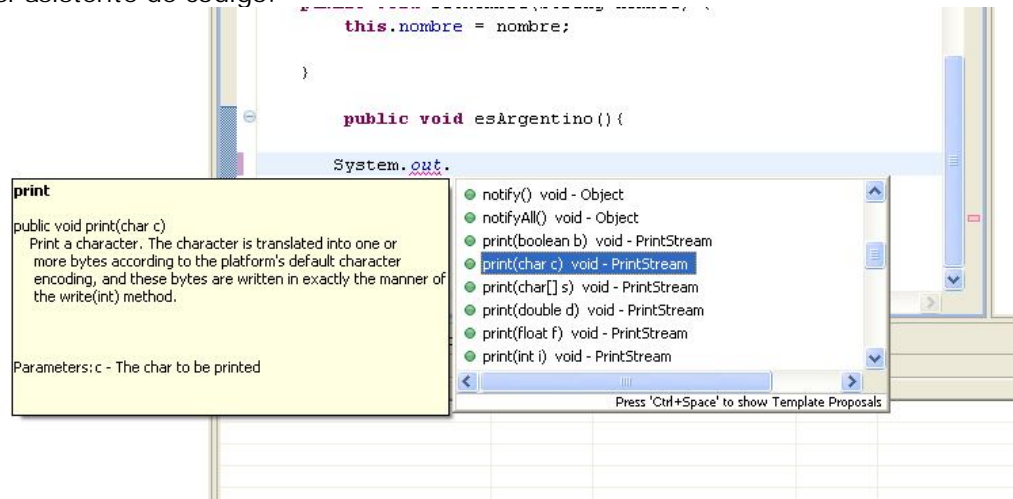 asistente de código.
this.nombre = nombre;
}
public void esArgentino(){
System.out.
print
public void print(char c)
Print a character. The character is translated into one or
more bytes according to the platform's default character
encoding, and these bytes are written in exactly the manner of
the write(int) method.
Parameters:c - The char to be printed
notify() void - Object
notifyAll() void - Object
print(boolean b) void - PrintStream
print(char c) void - PrintStream
print(char[] s) void - PrintStream
print(double d) void - PrintStream
print(float f) void - PrintStream
print(int i) void - PrintStream
Press 'Ctrl+Space' to show Template Proposals